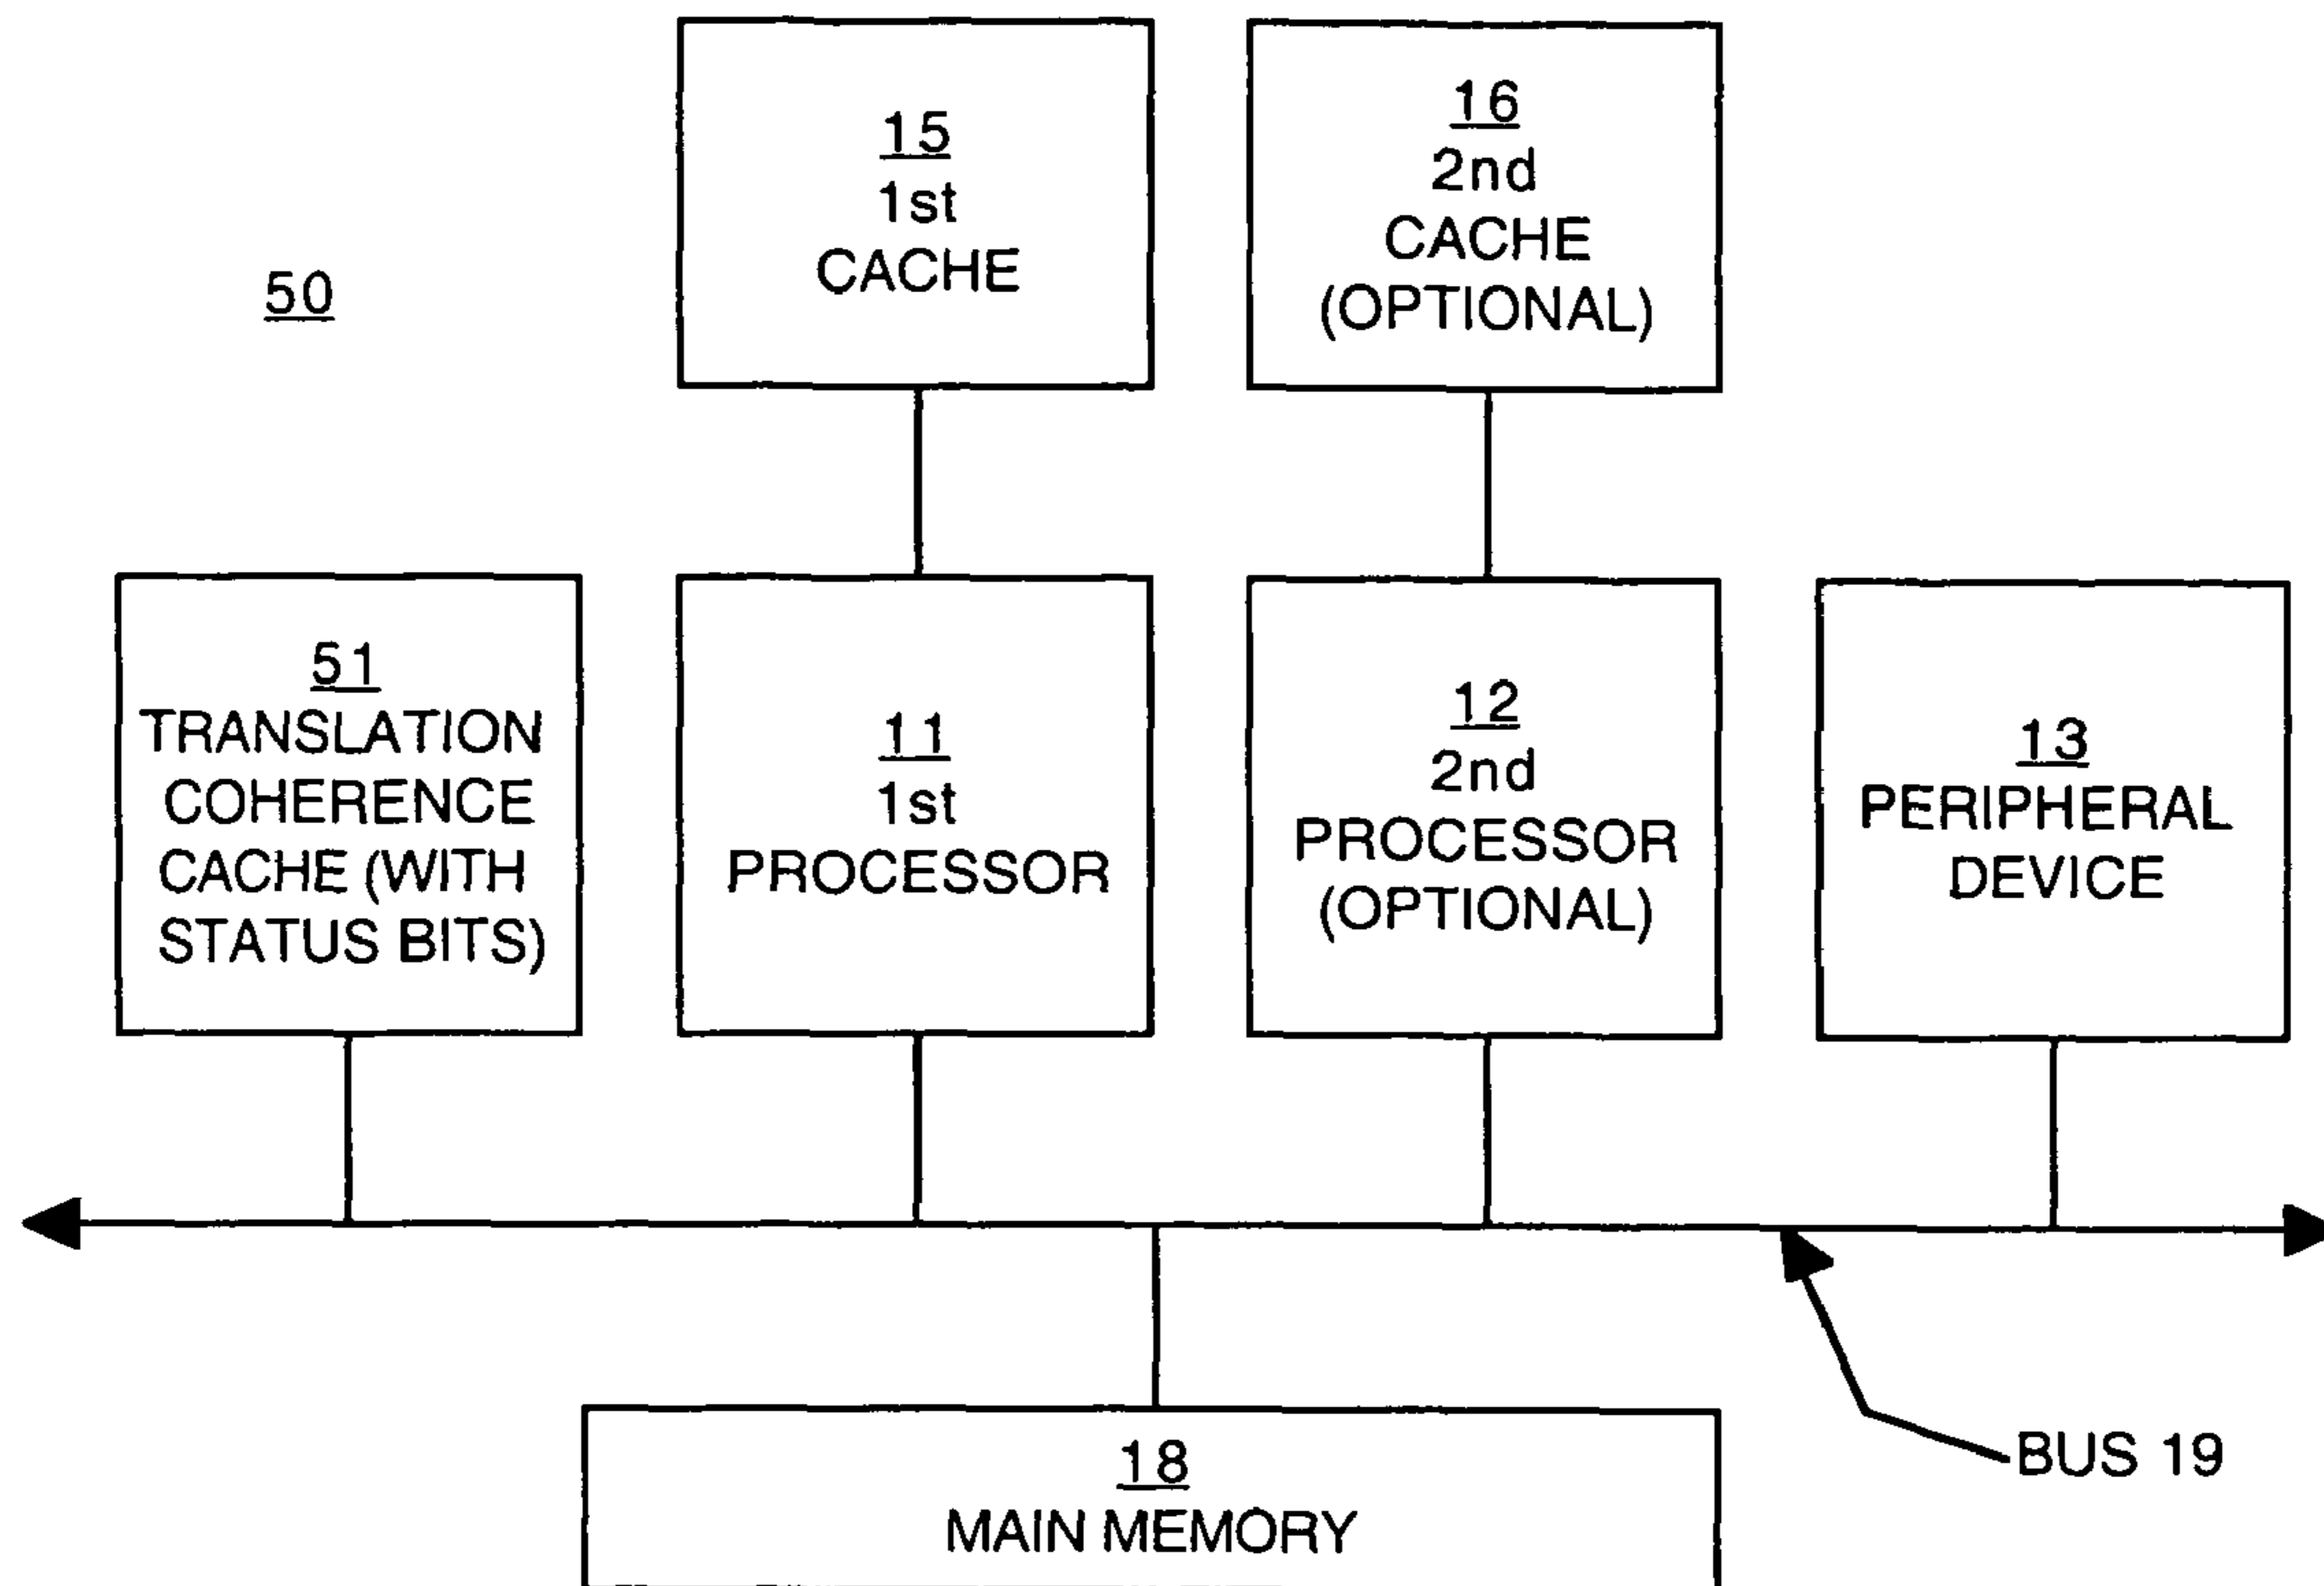 15
1st
CACHE
16
2nd
CACHE
(OPTIONAL)
50
51
TRANSLATION
COHERENCE
CACHE (WITH
STATUS BITS)
11
1st
PROCESSOR
12
2nd
PROCESSOR
(OPTIONAL)
13
PERIPHERAL
DEVICE
BUS 19
18
MAIN MEMORY